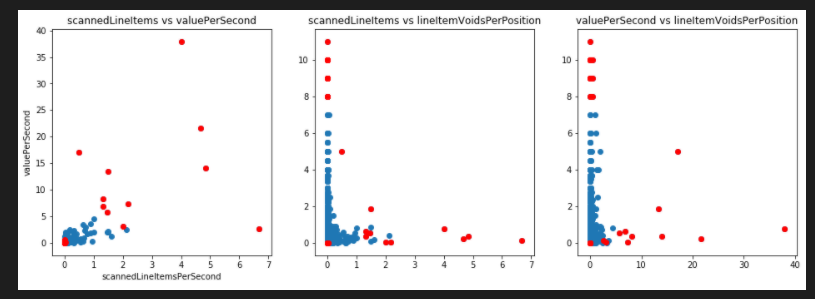 scannedLineItems vs valuePerSecond
scannedLineItems vs lineItemVoidsPerPosition
valuePerSecond vs lineItemVoidsPerPosition
valuePerSecond
40
35
30
25
20
15
10
5
0
0 1 2 3 4 5 6 7
scannedLineItemsPerSecond
10
8
6
4
2
0
0 1 2 3 4 5 6 7
10
8
6
4
2
0
0 10 20 30 40